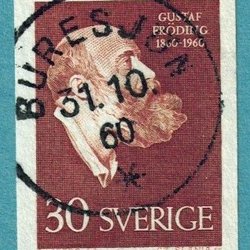 GUSTAF
FRÖDING
1860-1960
BURESJÖN
31.10.
60
30 SVERIGE